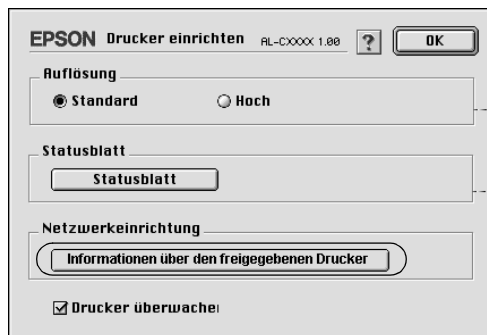 EPSON Drucker einrichten AL-CXXXX 1.00 ? OK
Auflösung
Standard Hoch
Statusblatt
Statusblatt
Netzwerkeinrichtung
Informationen über den freigegebenen Drucker
Drucker